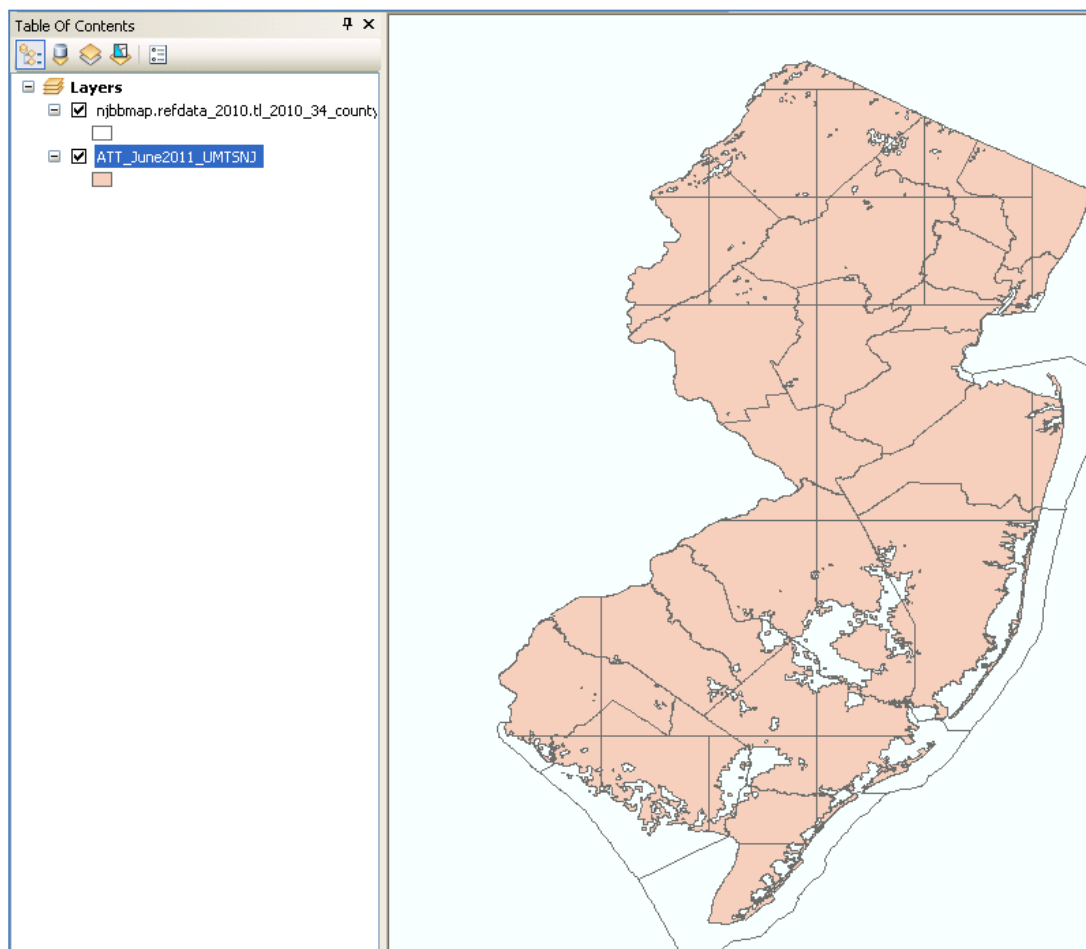 Table Of Contents
Layers
njbbmap.refdata_2010.tl_2010_34_county
ATT_June2011_UMTSNJ